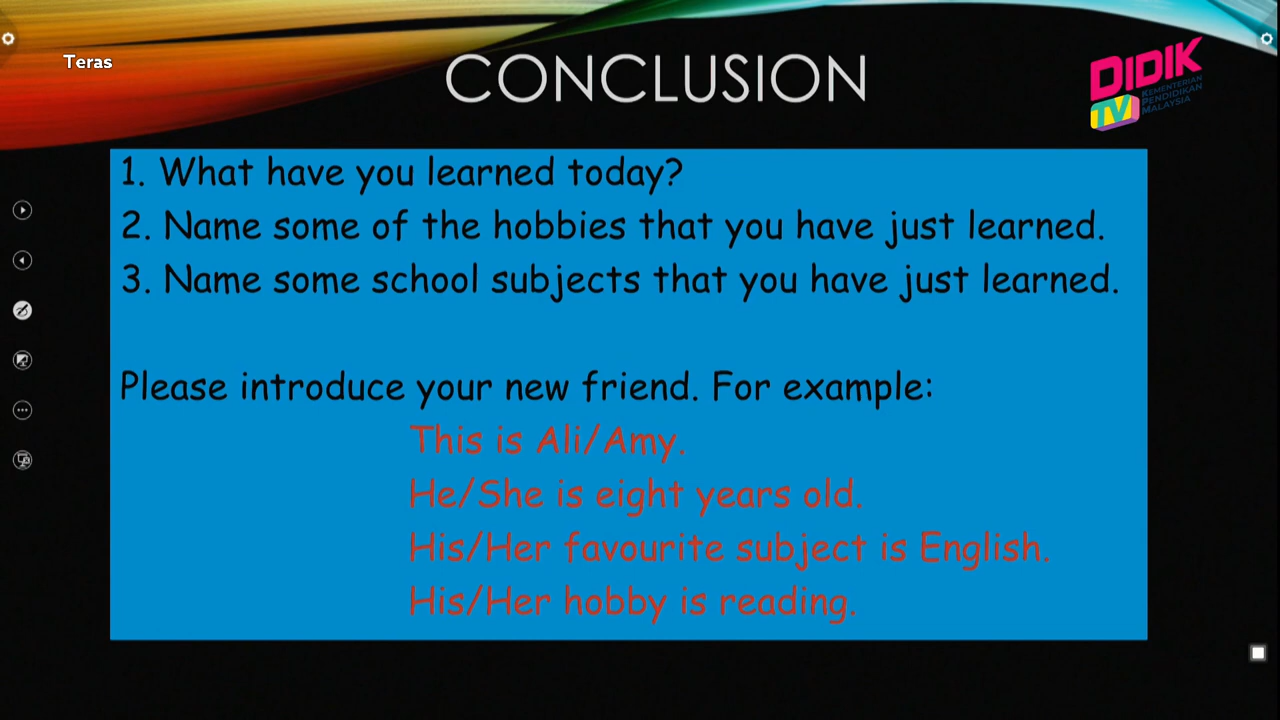 Teras
CONCLUSION
DIDIK
TV
KEMENTERIAN
PENDIDIKAN
MALAYSIA
1. What have you learned today?
2. Name some of the hobbies that you have just learned.
3. Name some school subjects that you have just learned.
Please introduce your new friend. For example:
This is Ali/Amy.
He/She is eight years old.
His/Her favourite subject is English.
His/Her hobby is reading.